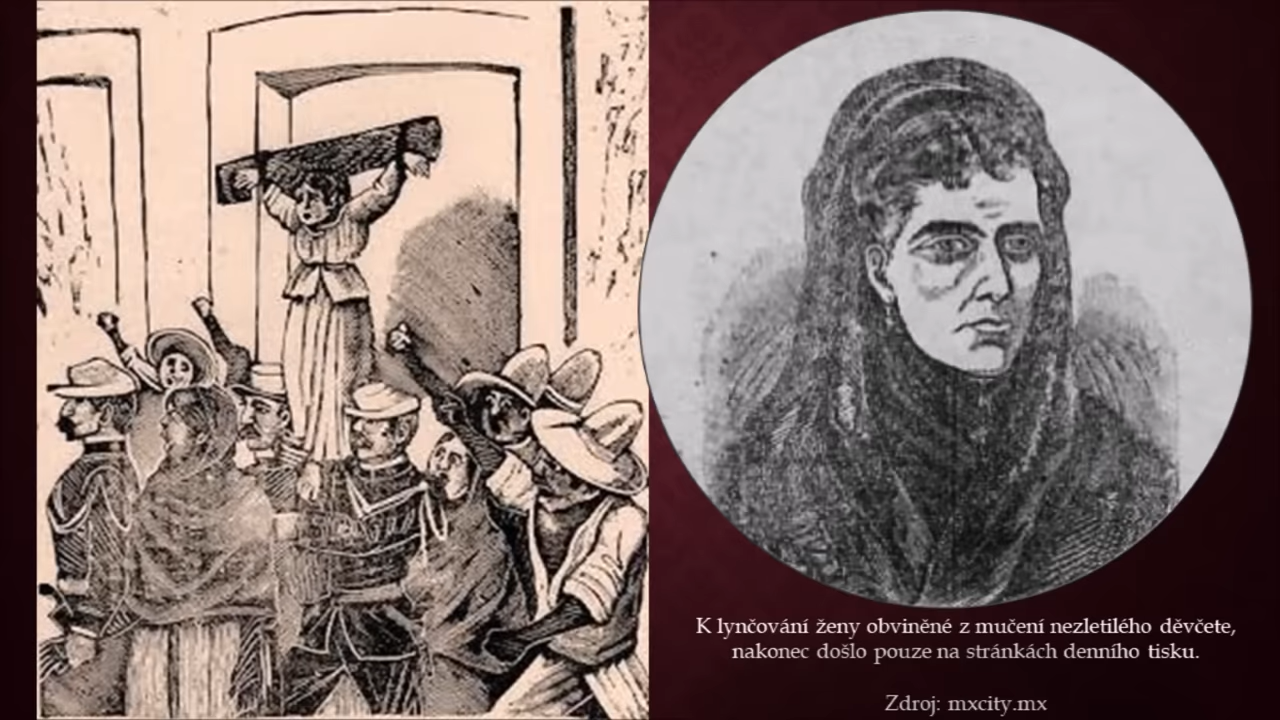 K lynčování ženy obviněné z mučení nezletilého děvčete,
nakonec došlo pouze na stránkách denního tisku.
Zdroj: mxcity.mx